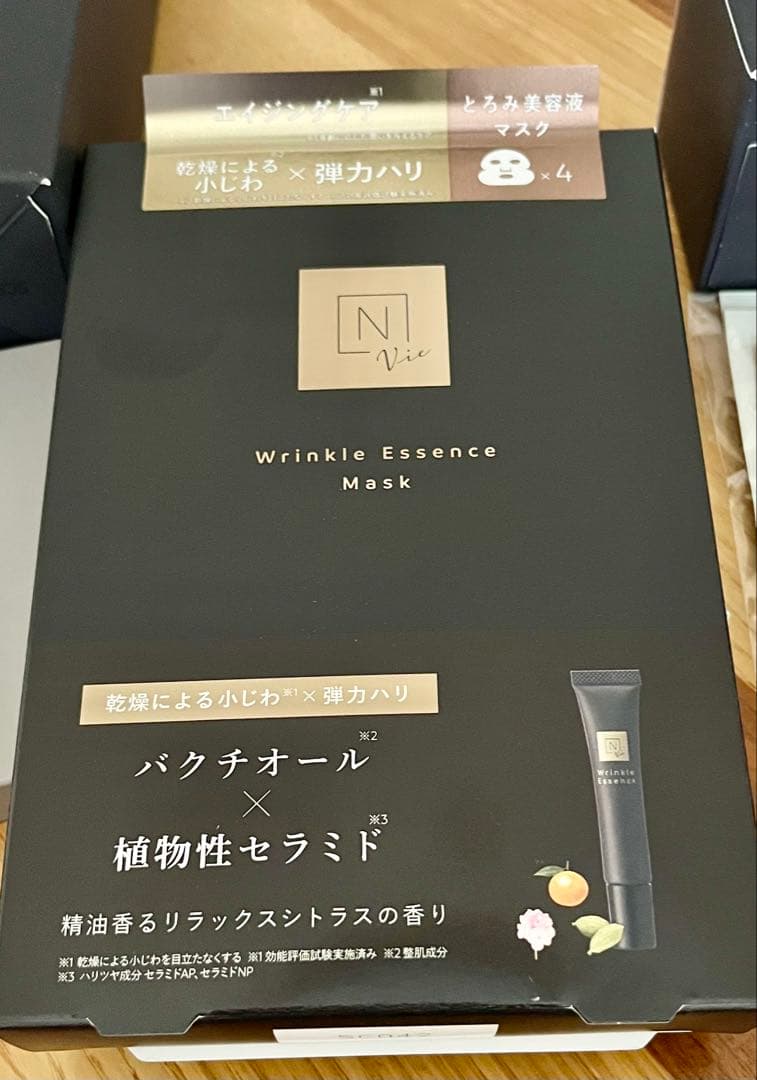 エイジングケア※1
とろみ美容液
マスク
×4
乾燥による
小じわ
×弾力ハリ
N
Vie
Wrinkle Essence
Mask
乾燥による小じわ※1×弾力ハリ
バクチオール※2
×
植物性セラミド※3
精油香るリラックスシトラスの香り
※1 乾燥による小じわを目立たなくする ※1 効能評価試験実施済み ※2 整肌成分
※3 ハリツヤ成分 セラミドAP、セラミドNP
N
Vie
Wrinkle
Essence